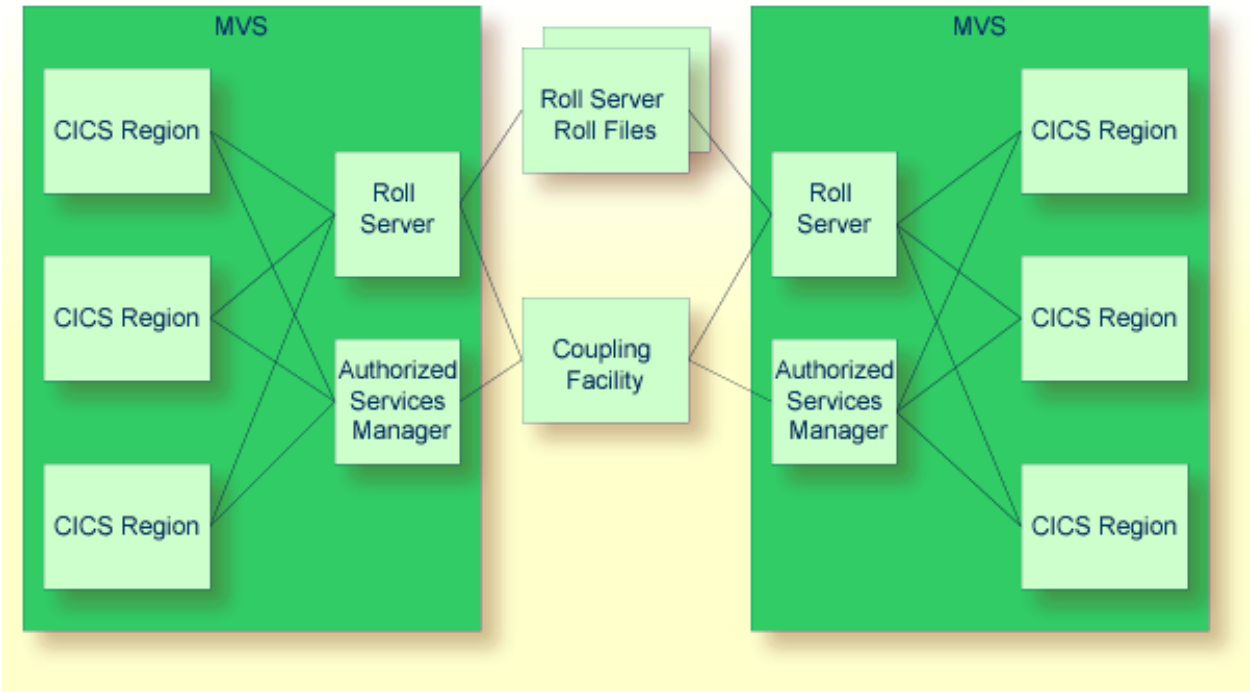 MVS
CICS Region
CICS Region
CICS Region
Roll
Server
Authorized
Services
Manager
Roll Server
Roll Files
Coupling
Facility
MVS
Roll
Server
Authorized
Services
Manager
CICS Region
CICS Region
CICS Region